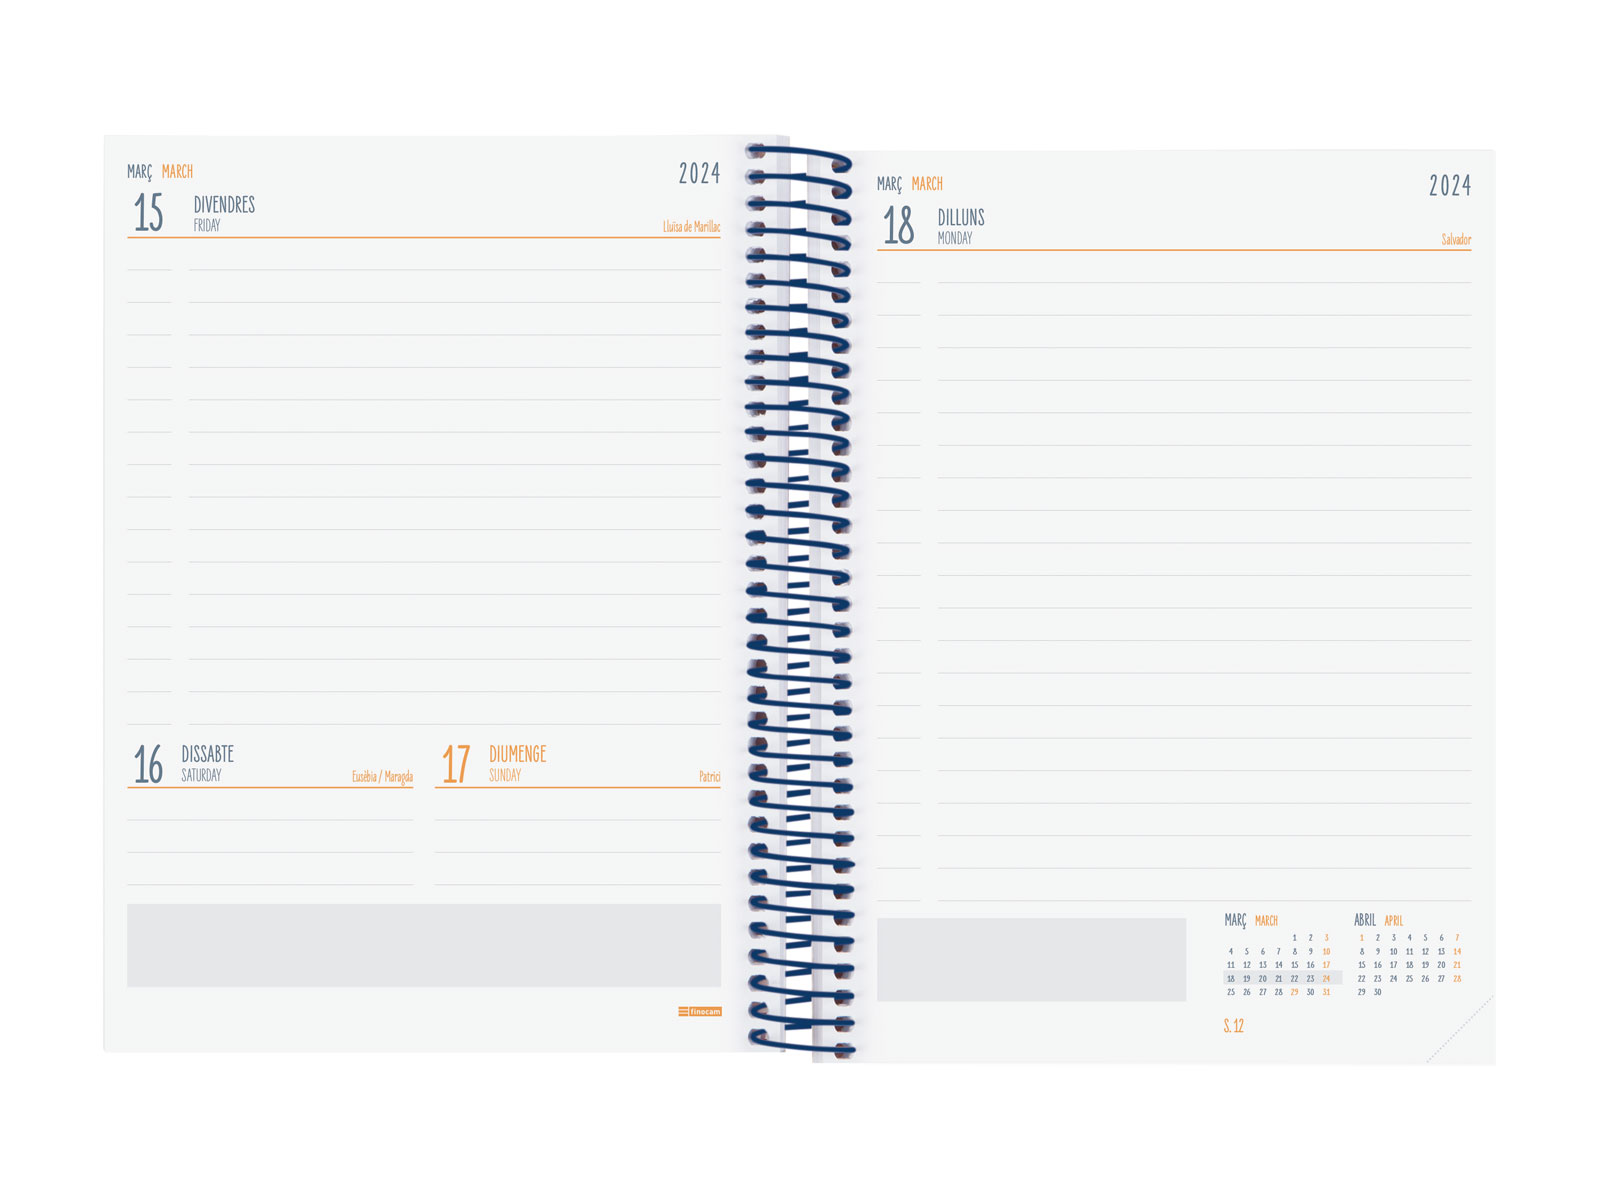 MARÇ MARCH 2024
15 DIVENDRES
FRIDAY Lluïsa de Marillac
16 DISSABTE
SATURDAY Eusèbia / Maragda
17 DIUMENGE
SUNDAY Patrici
finocam
MARÇ MARCH 2024
18 DILLUNS
MONDAY Salvador
MARÇ MARCH
1 2 3
4 5 6 7 8 9 10
11 12 13 14 15 16 17
18 19 20 21 22 23 24
25 26 27 28 29 30 31
ABRIL APRIL
1 2 3 4 5 6 7
8 9 10 11 12 13 14
15 16 17 18 19 20 21
22 23 24 25 26 27 28
29 30
S. 12